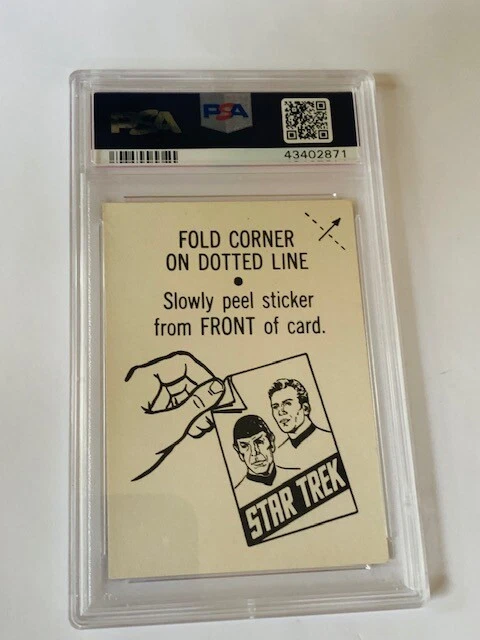 PSA
PSA
43402871
FOLD CORNER
ON DOTTED LINE
Slowly peel sticker
from FRONT of card.
STAR TREK